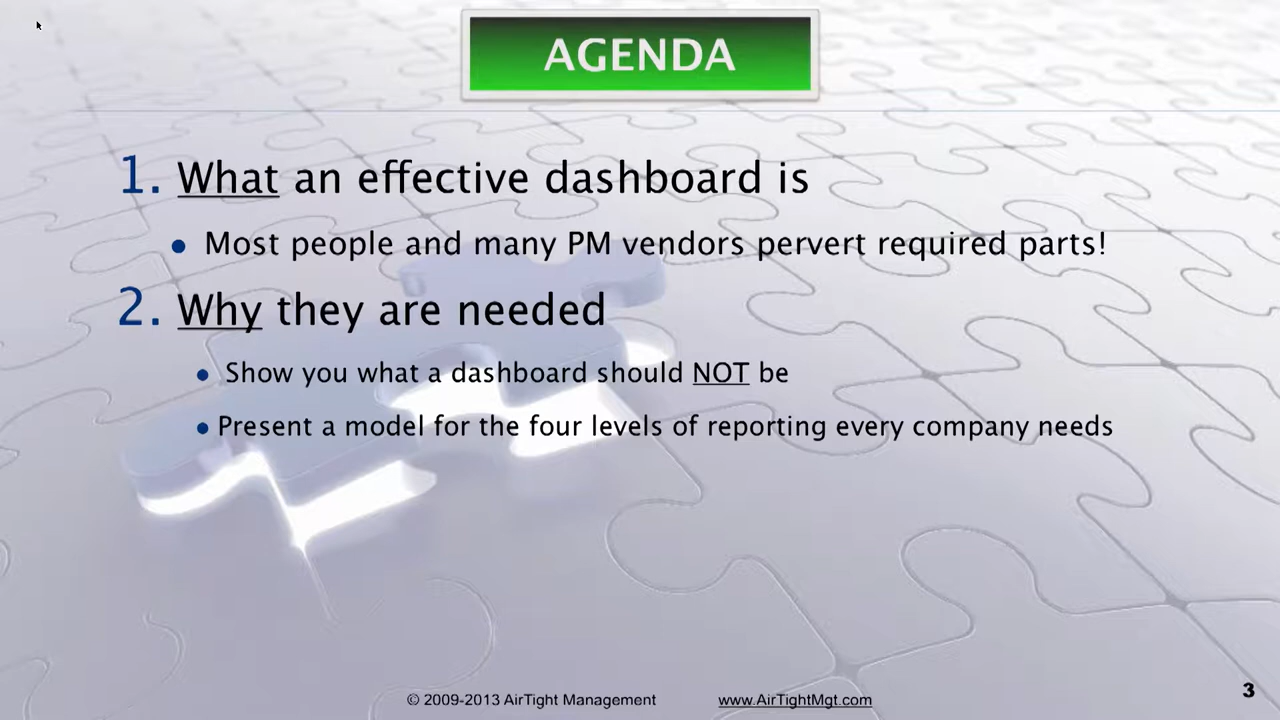 AGENDA
1. What an effective dashboard is
• Most people and many PM vendors pervert required parts!
2. Why they are needed
• Show you what a dashboard should NOT be
• Present a model for the four levels of reporting every company needs
© 2009-2013 AirTight Management www.AirTightMgt.com 3